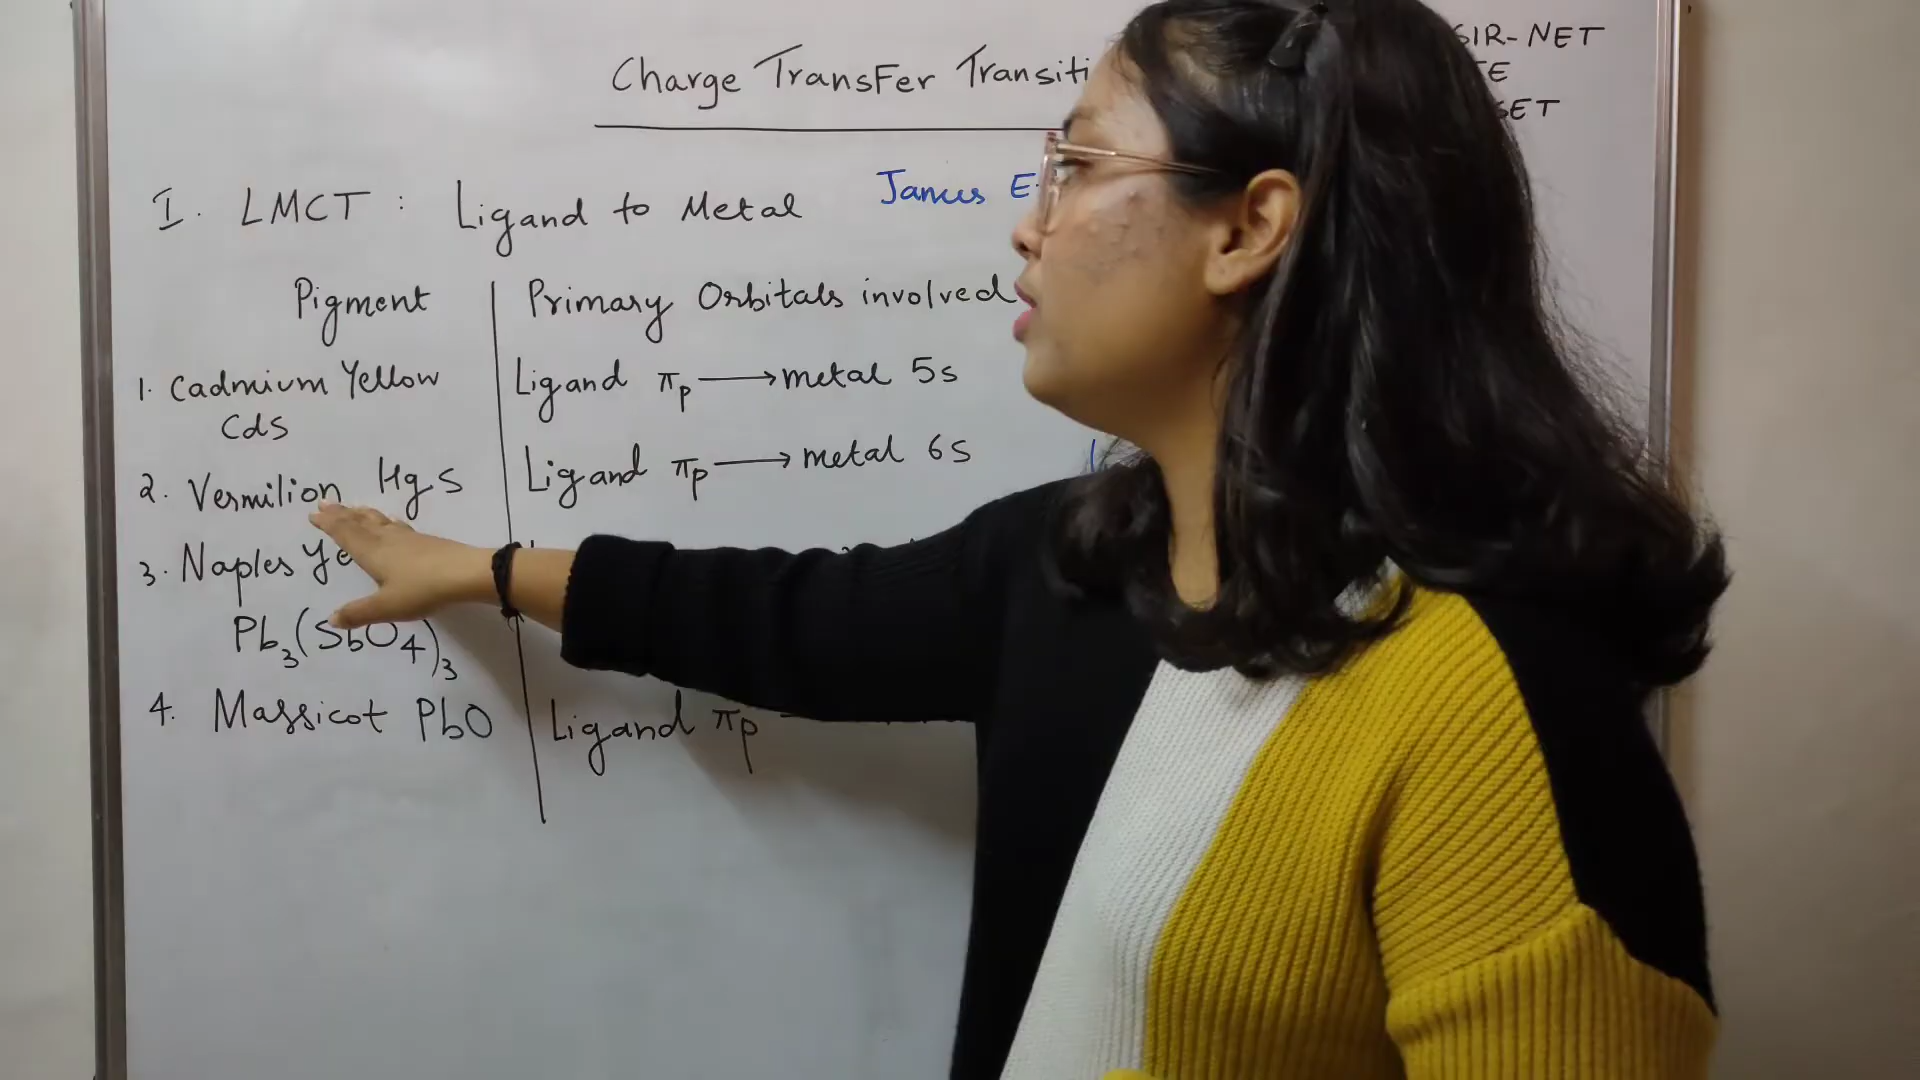 Charge Transfer
SIR-NET
SET
I. LMCT : Ligand to Metal
James E.
Pigment
Primary Orbitals involved
1. Cadmium Yellow
Ligand πp → metal 5s
CdS
2. Vermilion HgS
Ligand πp → metal 6s
3. Naples Ye
Pb3(SbO4)3
4. Massicot PbO
Ligand πp